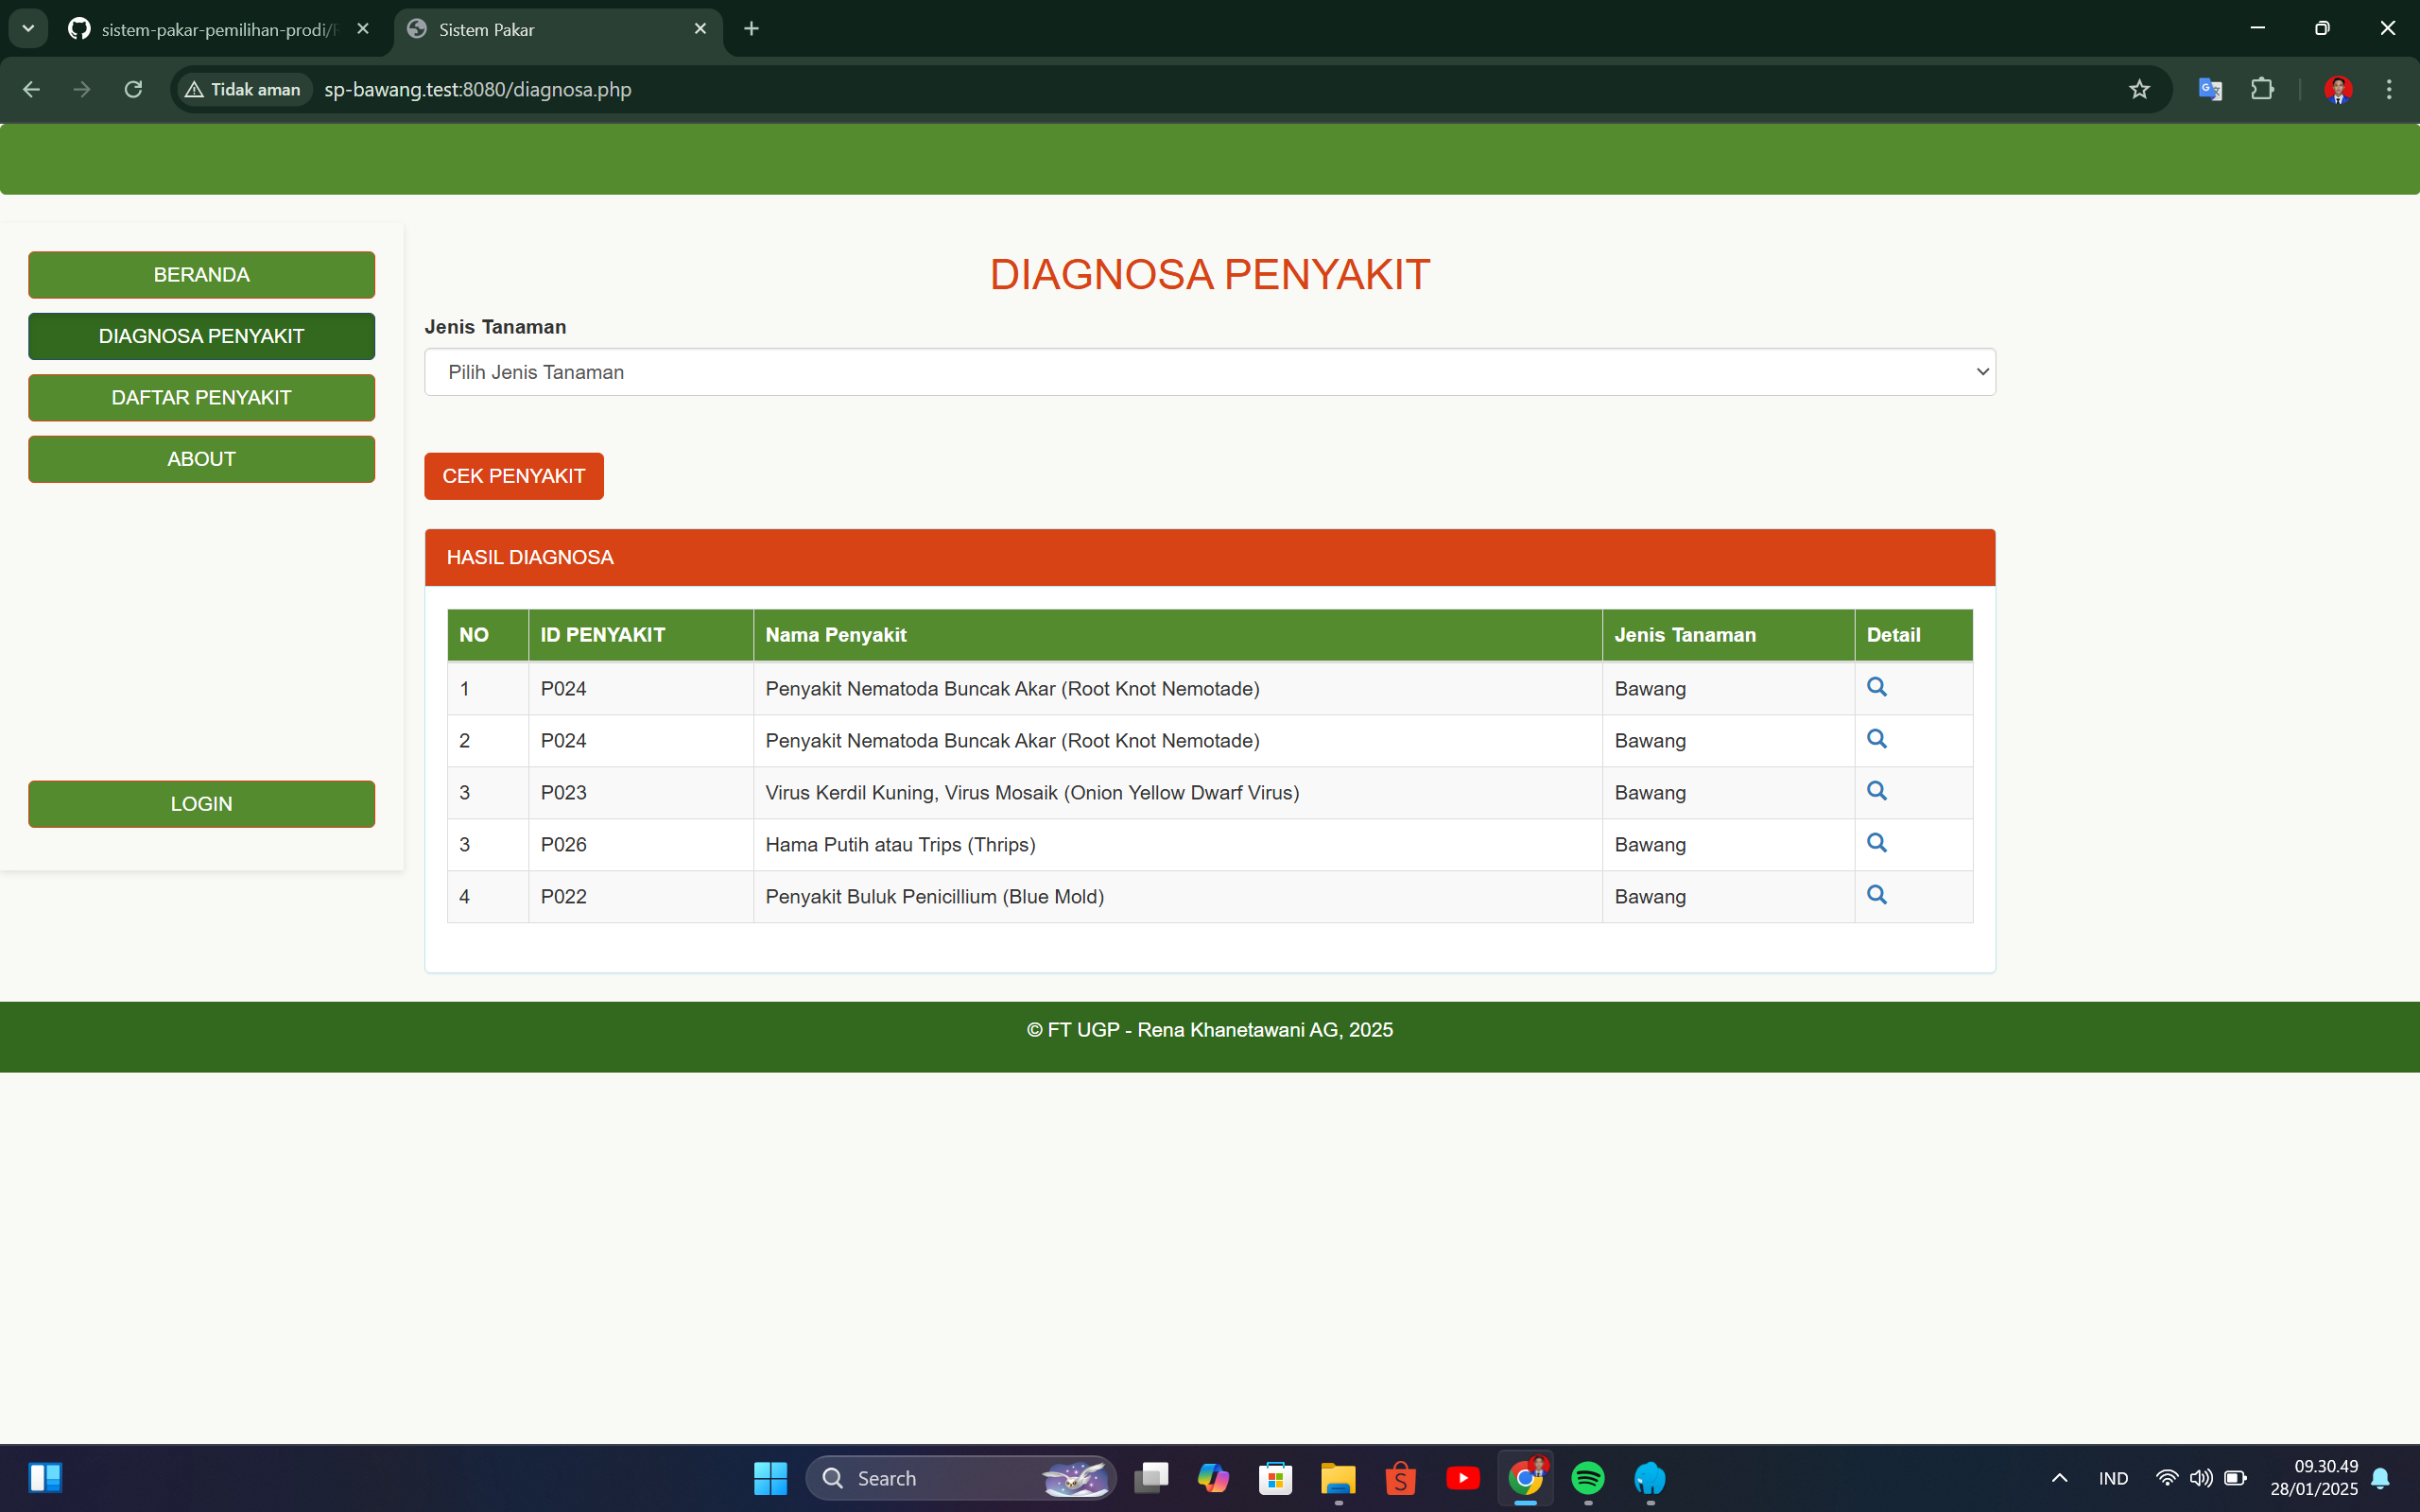 sistem-pakar-pemilihan-prodi/
Sistem Pakar
Tidak aman
sp-bawang.test:8080/diagnosa.php
BERANDA
DIAGNOSA PENYAKIT
DAFTAR PENYAKIT
ABOUT
LOGIN
DIAGNOSA PENYAKIT
Jenis Tanaman
Pilih Jenis Tanaman
CEK PENYAKIT
HASIL DIAGNOSA
NO ID PENYAKIT Nama Penyakit Jenis Tanaman Detail
1 P024 Penyakit Nematoda Buncak Akar (Root Knot Nemotade) Bawang
2 P024 Penyakit Nematoda Buncak Akar (Root Knot Nemotade) Bawang
3 P023 Virus Kerdil Kuning, Virus Mosaik (Onion Yellow Dwarf Virus) Bawang
3 P026 Hama Putih atau Trips (Thrips) Bawang
4 P022 Penyakit Buluk Penicillium (Blue Mold) Bawang
© FT UGP - Rena Khanetawani AG, 2025
Search
IND
09.30.49
28/01/2025